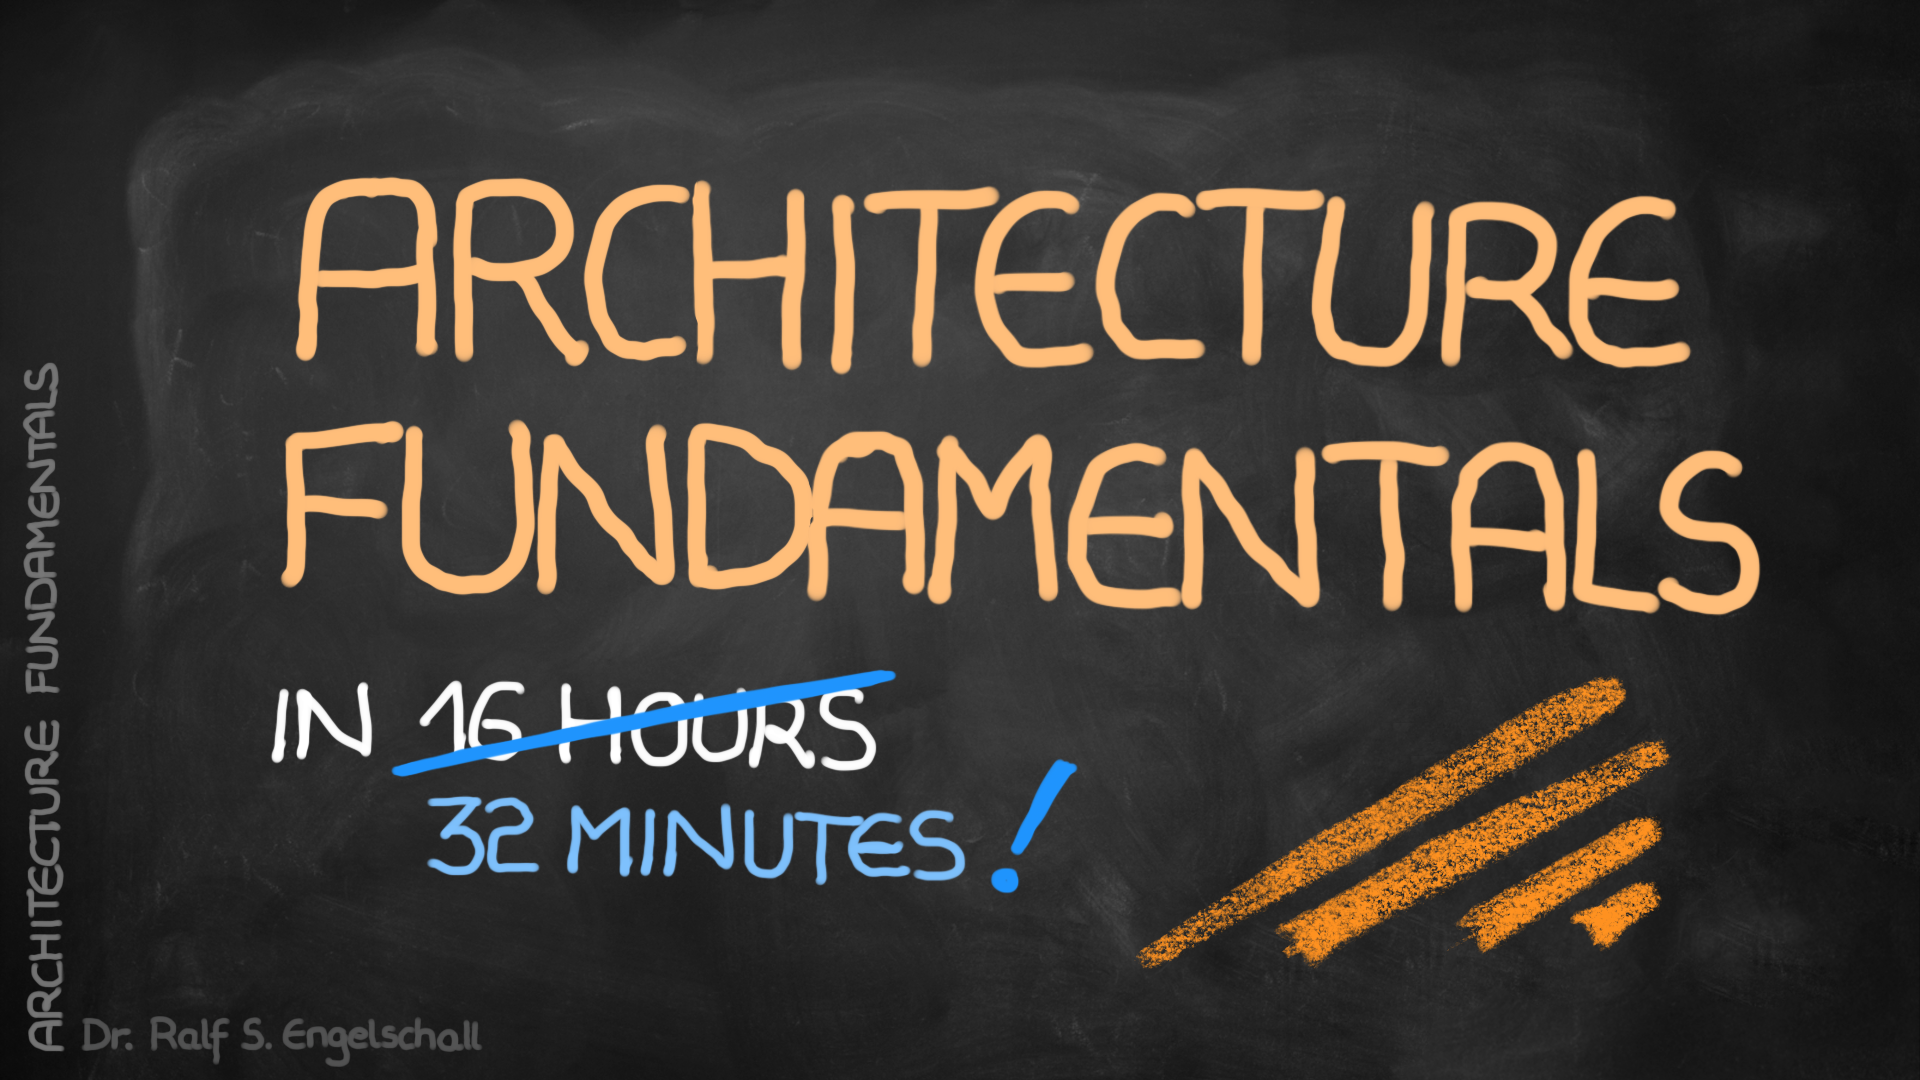 ARCHITECTURE
FUNDAMENTALS
IN 16 HOURS
32 MINUTES!
ARCHITECTURE FUNDAMENTALS
Dr. Ralf S. Engelschall